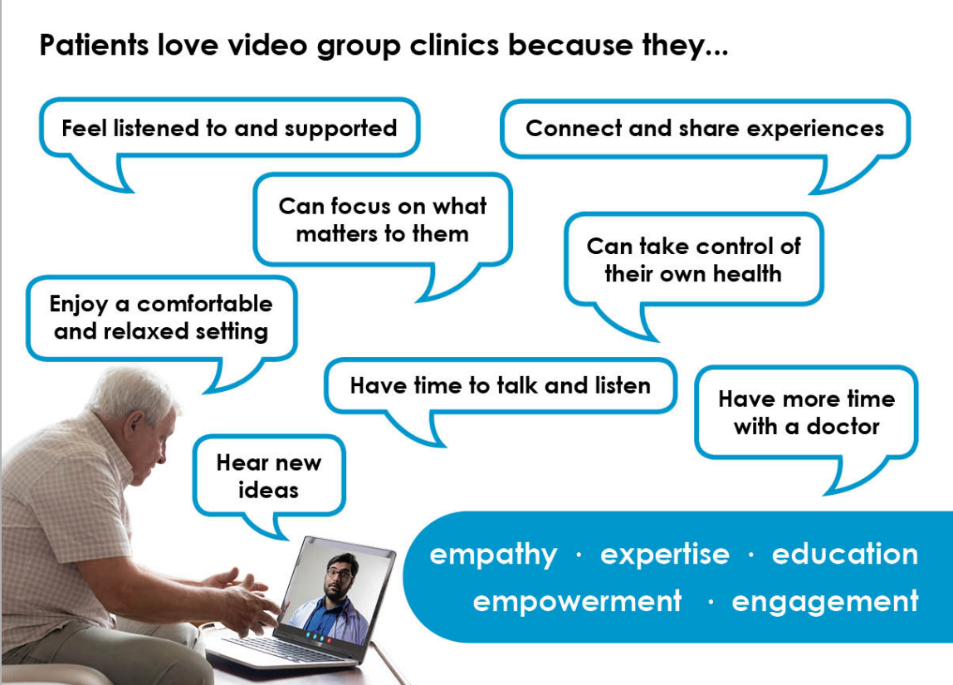 Patients love video group clinics because they...
Feel listened to and supported
Connect and share experiences
Can focus on what
matters to them
Can take control of
their own health
Enjoy a comfortable
and relaxed setting
Have time to talk and listen
Have more time
with a doctor
Hear new
ideas
empathy · expertise · education
empowerment · engagement